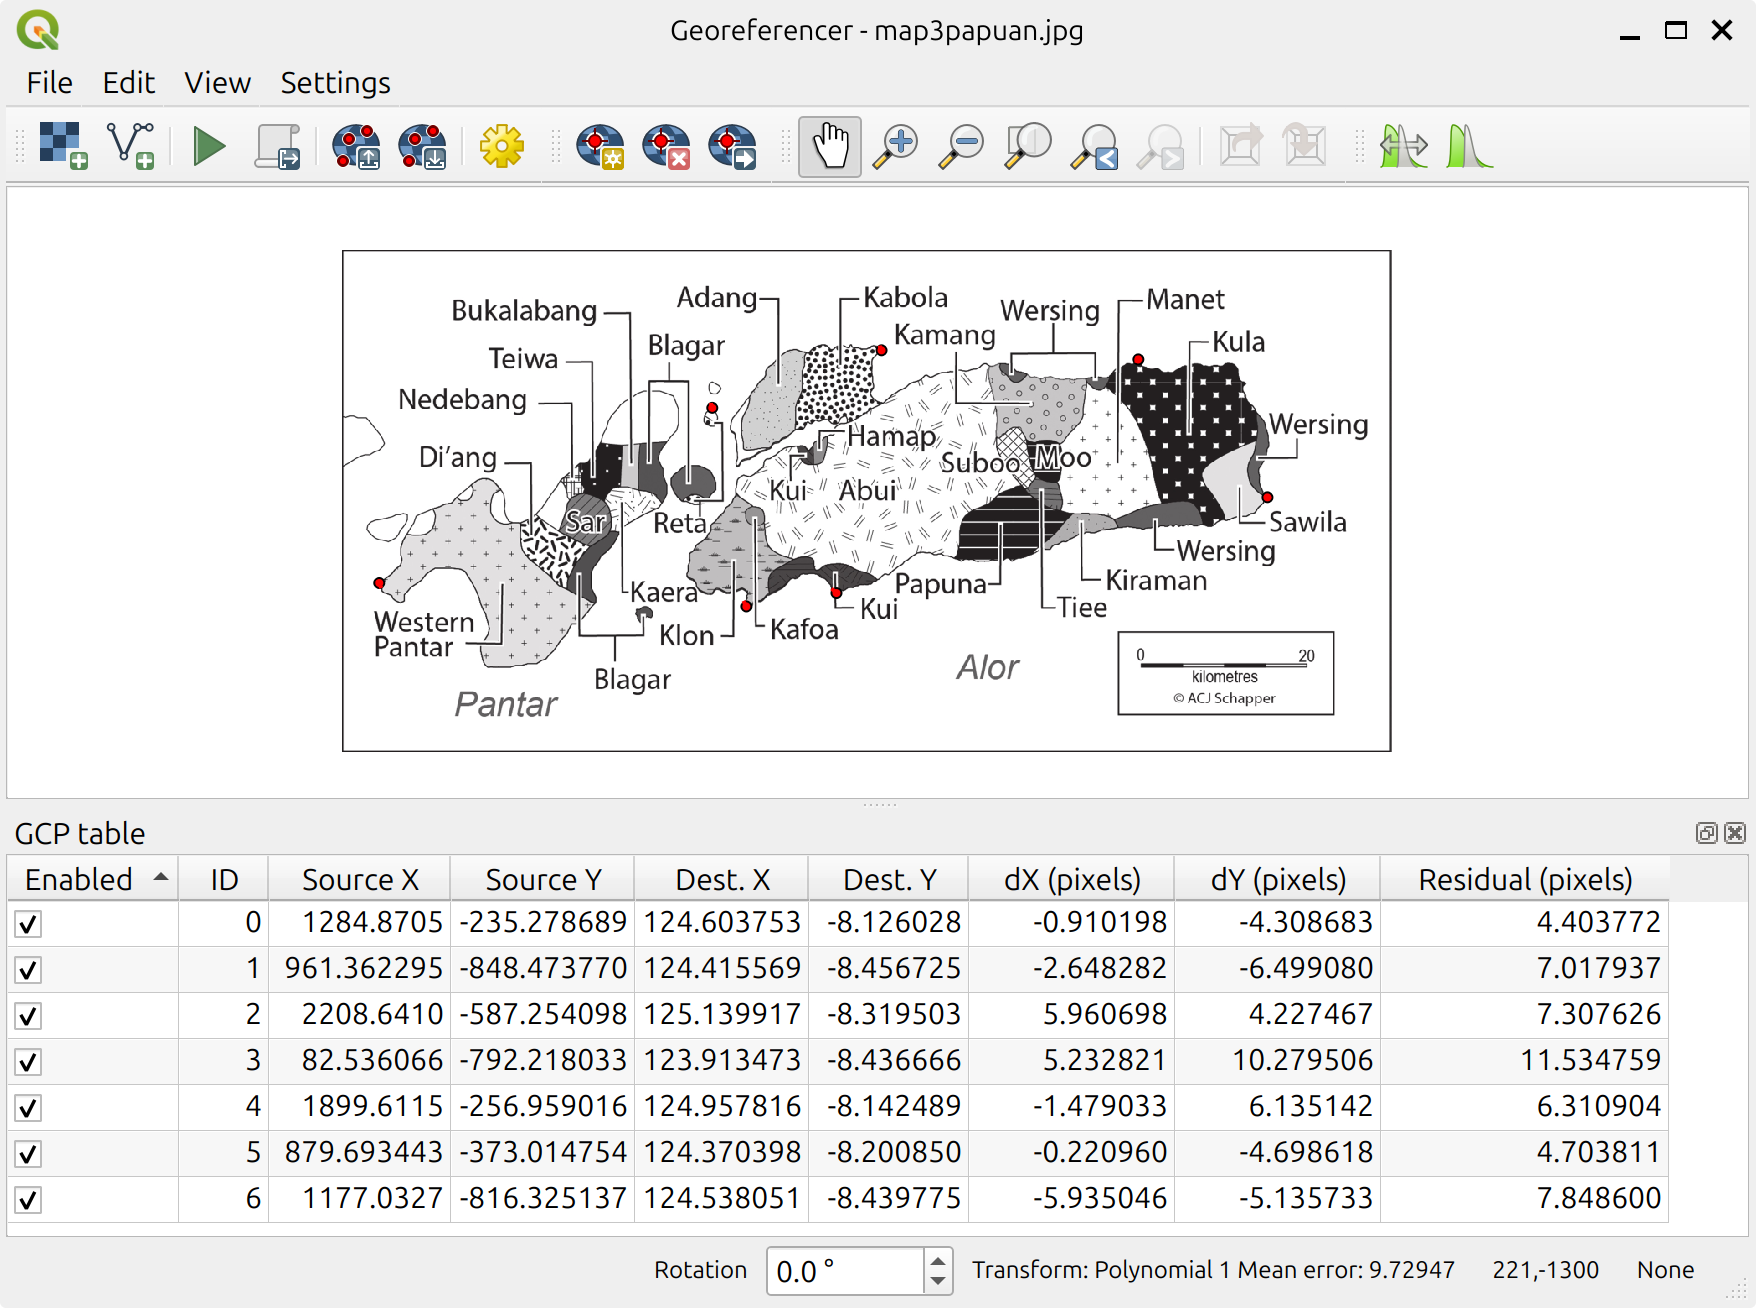 Georeferencer - map3papuan.jpg
File Edit View Settings
Adang Kabola Wersing Manet
Bukalabang Kamang Kula
Teiwa Blagar
Nedebang Wersing
Di'ang Hamap Suboo Moo
Kui Abui
Sar Reta Sawila
Wersing
Kaera Papuna Kiraman
Western
Pantar Klon Kafoa Kui Tiee
Blagar
Pantar
Alor
0 20
kilometres
© ACJ Schapper
GCP table
Enabled ID Source X Source Y Dest. X Dest. Y dX (pixels) dY (pixels) Residual (pixels)
0 1284.8705 -235.278689 124.603753 -8.126028 -0.910198 -4.308683 4.403772
1 961.362295 -848.473770 124.415569 -8.456725 -2.648282 -6.499080 7.017937
2 2208.6410 -587.254098 125.139917 -8.319503 5.960698 4.227467 7.307626
3 82.536066 -792.218033 123.913473 -8.436666 5.232821 10.279506 11.534759
4 1899.6115 -256.959016 124.957816 -8.142489 -1.479033 6.135142 6.310904
5 879.693443 -373.014754 124.370398 -8.200850 -0.220960 -4.698618 4.703811
6 1177.0327 -816.325137 124.538051 -8.439775 -5.935046 -5.135733 7.848600
Rotation 0.0 ° Transform: Polynomial 1 Mean error: 9.72947 221,-1300 None